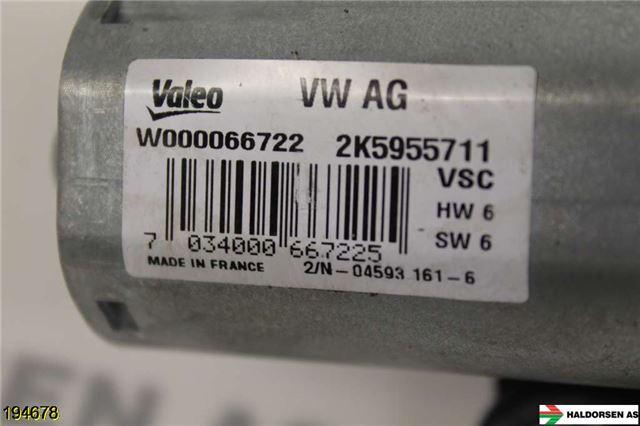 Valeo VW AG
W000066722 2K5955711
VSC
HW 6
SW 6
7 034000 667225
MADE IN FRANCE 2/N-04593 161-6
194678
HALDORSEN AS